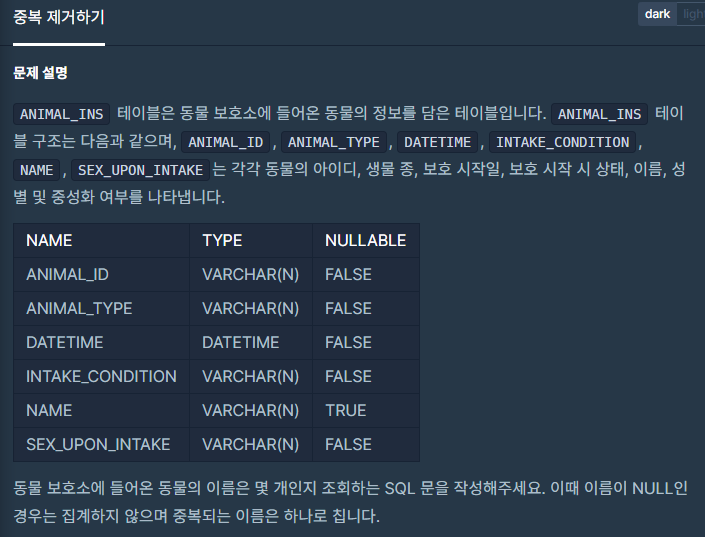 중복 제거하기
dark light
문제 설명
ANIMAL_INS 테이블은 동물 보호소에 들어온 동물의 정보를 담은 테이블입니다. ANIMAL_INS 테이
블 구조는 다음과 같으며, ANIMAL_ID , ANIMAL_TYPE , DATETIME , INTAKE_CONDITION ,
NAME , SEX_UPON_INTAKE 는 각각 동물의 아이디, 생물 종, 보호 시작일, 보호 시작 시 상태, 이름, 성
별 및 중성화 여부를 나타냅니다.
NAME TYPE NULLABLE
ANIMAL_ID VARCHAR(N) FALSE
ANIMAL_TYPE VARCHAR(N) FALSE
DATETIME DATETIME FALSE
INTAKE_CONDITION VARCHAR(N) FALSE
NAME VARCHAR(N) TRUE
SEX_UPON_INTAKE VARCHAR(N) FALSE
동물 보호소에 들어온 동물의 이름은 몇 개인지 조회하는 SQL 문을 작성해주세요. 이때 이름이 NULL인
경우는 집계하지 않으며 중복되는 이름은 하나로 칩니다.